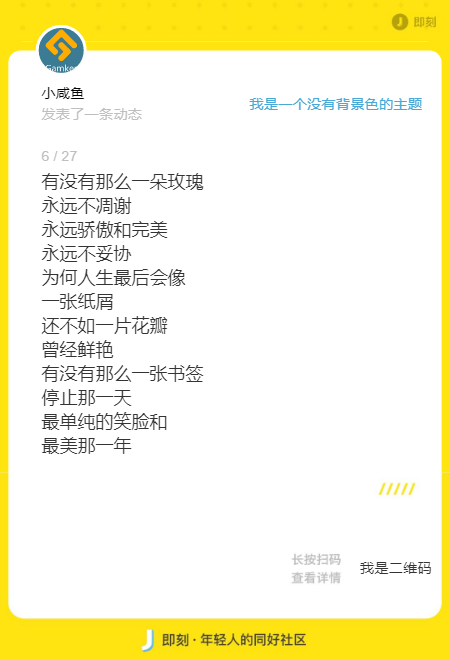 即刻
Gamker
小咸鱼
发表了一条动态
我是一个没有背景色的主题
6 / 27
有没有那么一朵玫瑰
永远不凋谢
永远骄傲和完美
永远不妥协
为何人生最后会像
一张纸屑
还不如一片花瓣
曾经鲜艳
有没有那么一张书签
停止那一天
最单纯的笑脸和
最美那一年
长按扫码
查看详情
我是二维码
即刻 · 年轻人的同好社区